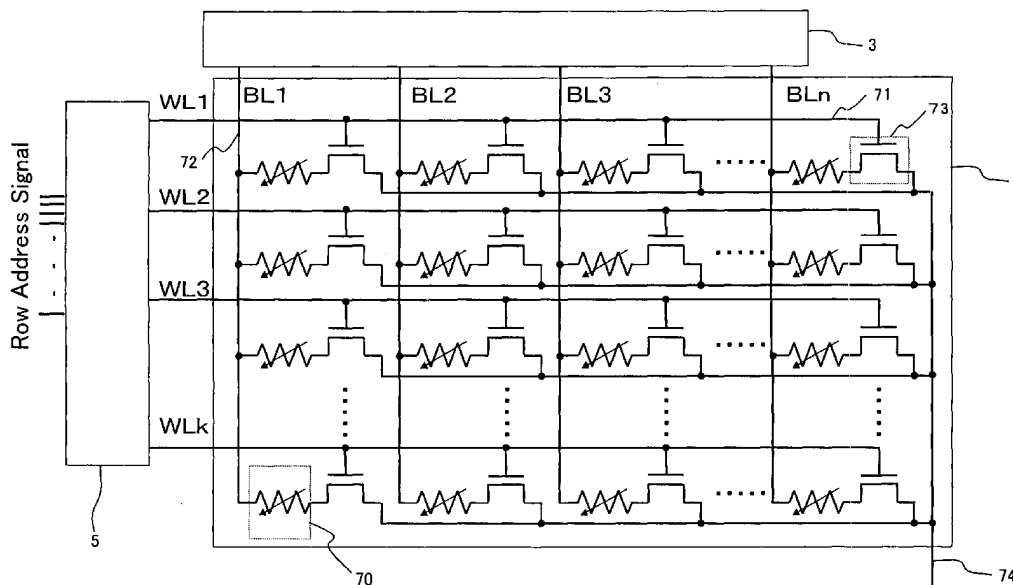 3
BL1 BL2 BL3 BLn
WL1
71
73
72
WL2
WL3
WLk
Row Address Signal
5
70
74